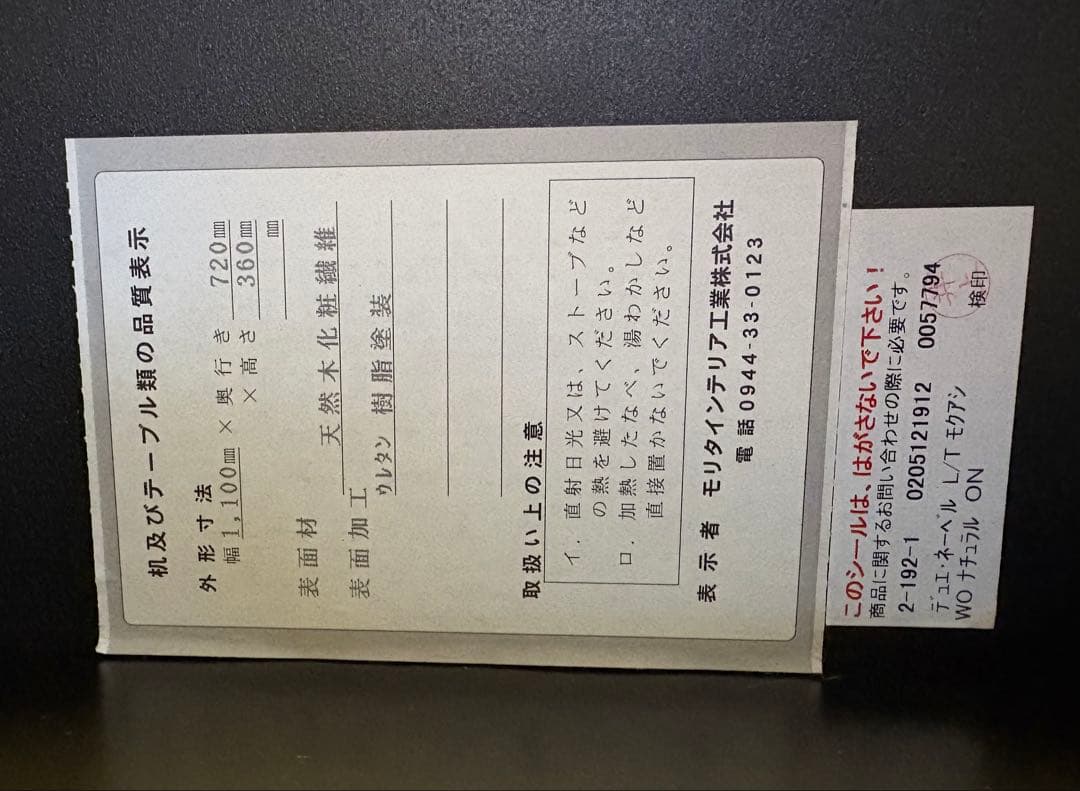 机及びテーブル類の品質表示
外形寸法
幅 1,100㎜ × 奥行き 720㎜
× 高さ 360㎜
㎜
表面材 天然木化粧繊維
表面加工 ウレタン 樹脂塗装
取扱い上の注意
イ. 直射日光又は、ストーブなど
の熱を避けてください。
ロ. 加熱したなべ、湯わかしなど
直接置かないでください。
表示者 モリタインテリア工業株式会社
電話0944-33-0123
このシールは、はがさないで下さい！
商品に関するお問い合わせの際に必要です。
2-192-1 0205121912 0057794
デュエ・ネーベル L/T モクアシ
WO ナチュラル ON
検印